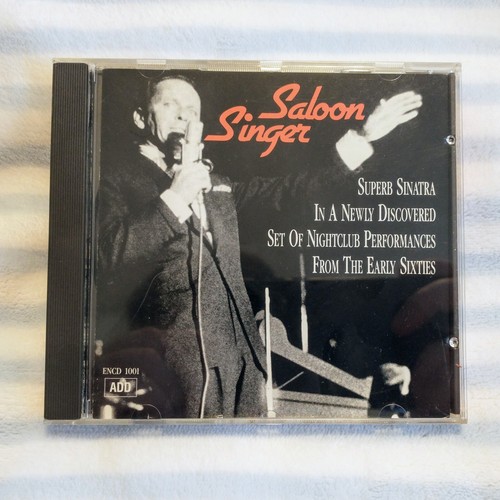 Saloon
Singer
SUPERB SINATRA
IN A NEWLY DISCOVERED
SET OF NIGHTCLUB PERFORMANCES
FROM THE EARLY SIXTIES
ENCD 1001
ADD